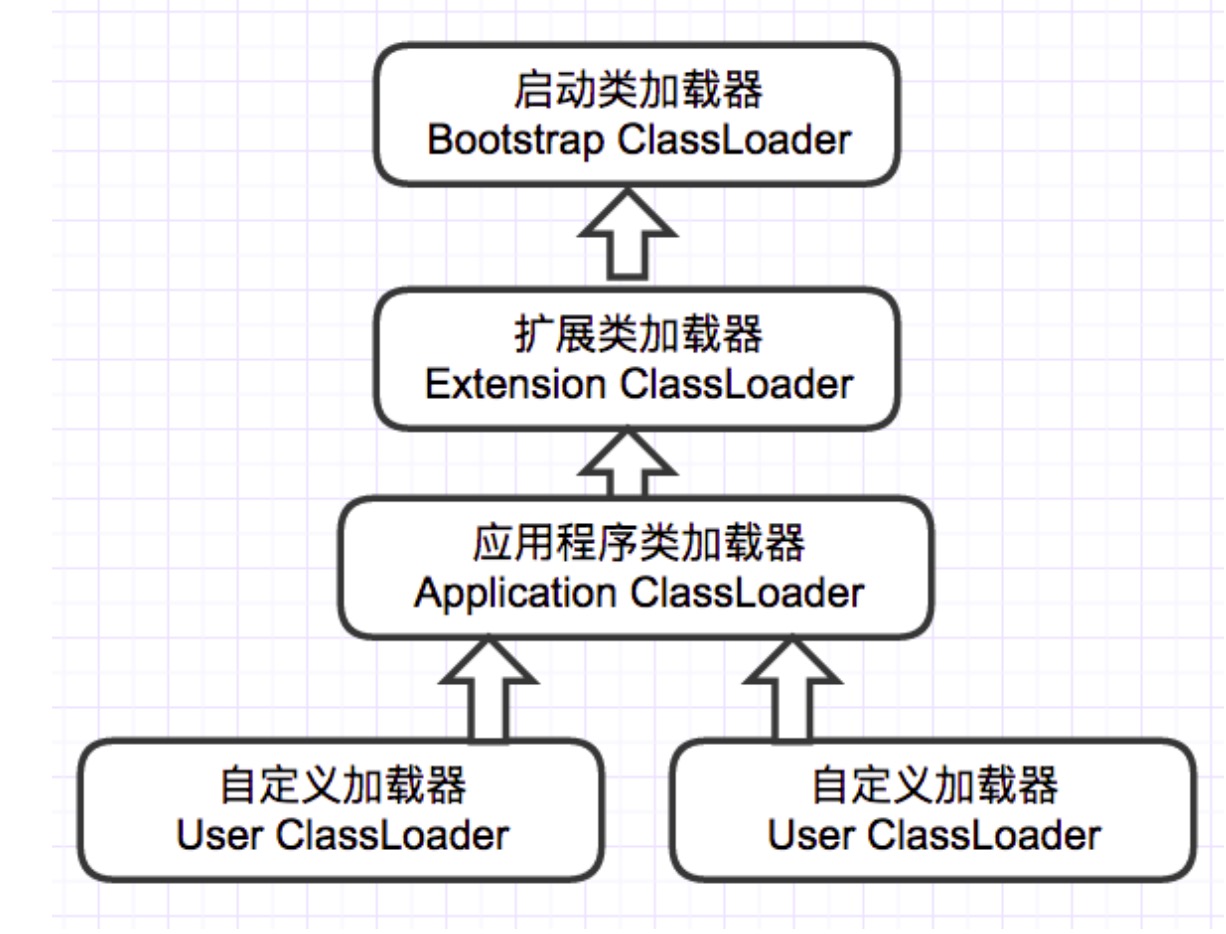 启动类加载器
Bootstrap ClassLoader
扩展类加载器
Extension ClassLoader
应用程序类加载器
Application ClassLoader
自定义加载器
User ClassLoader
自定义加载器
User ClassLoader